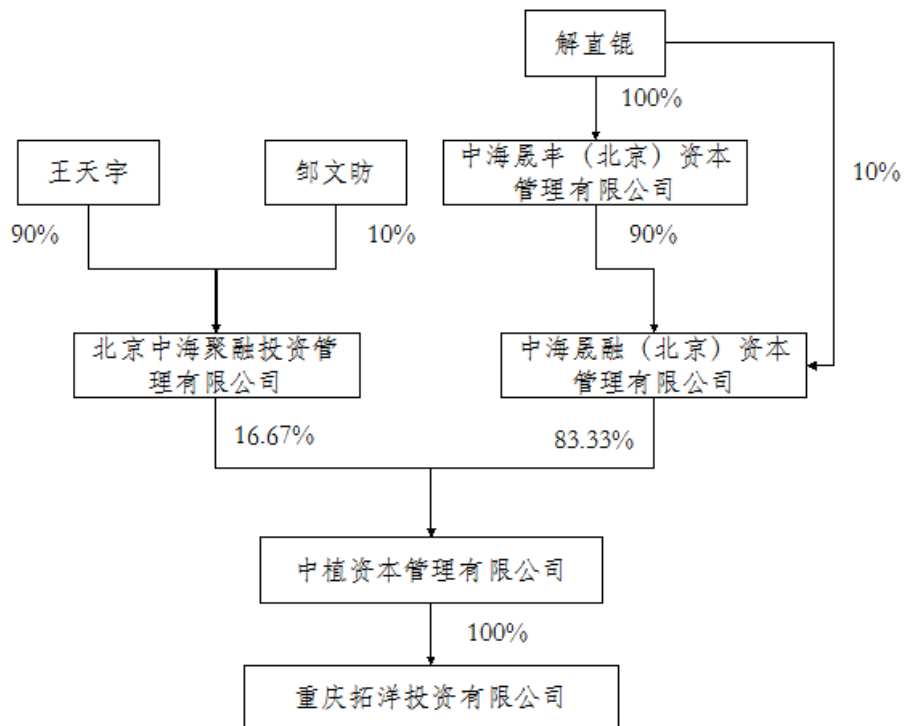 解直锟
100%
中海晟丰（北京）资本
管理有限公司
10%
王天宇
邹文昉
90%
10%
90%
北京中海聚融投资管
理有限公司
中海晟融（北京）资本
管理有限公司
16.67%
83.33%
中植资本管理有限公司
100%
重庆拓洋投资有限公司